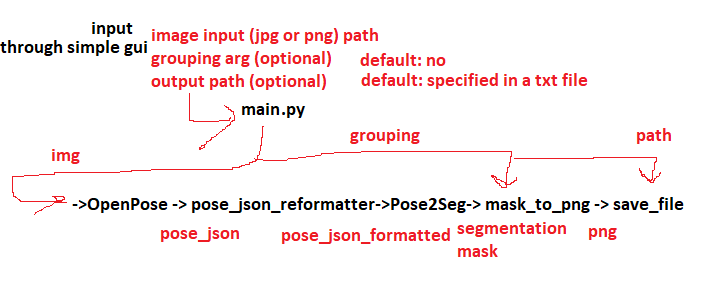 input
through simple gui
image input (jpg or png) path
grouping arg (optional) default: no
output path (optional) default: specified in a txt file
main.py
img
grouping
path
->OpenPose -> pose_json_reformatter->Pose2Seg-> mask_to_png -> save_file
pose_json
pose_json_formatted
segmentation
mask
png